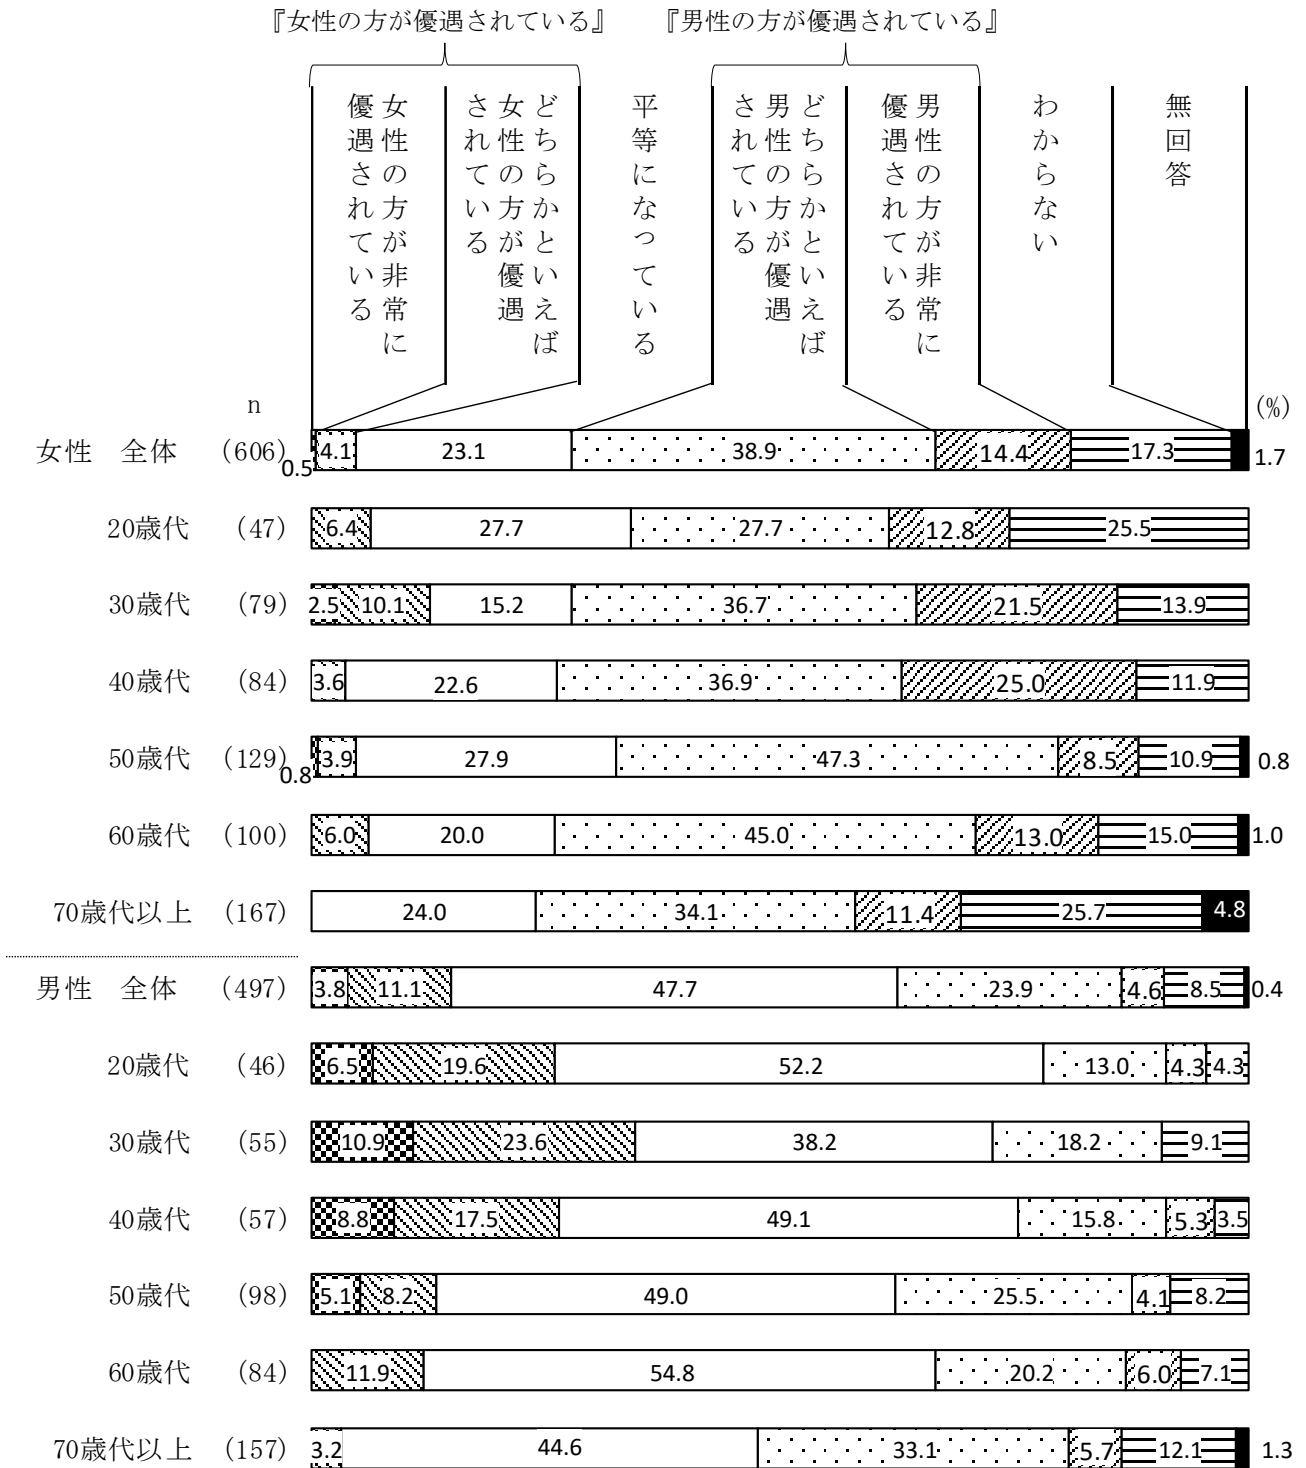 『女性の方が優遇されている』 『男性の方が優遇されている』
女性の方が非常に
優遇されている
どちらかといえば
女性の方が優遇
されている
平等になっている
どちらかといえば
男性の方が優遇
されている
男性の方が非常に
優遇されている
わからない
無回答
n (%)
女性 全体 (606) 0.5 4.1 23.1 38.9 14.4 17.3 1.7
20歳代 (47) 6.4 27.7 27.7 12.8 25.5
30歳代 (79) 2.5 10.1 15.2 36.7 21.5 13.9
40歳代 (84) 3.6 22.6 36.9 25.0 11.9
50歳代 (129) 0.8 3.9 27.9 47.3 8.5 10.9 0.8
60歳代 (100) 6.0 20.0 45.0 13.0 15.0 1.0
70歳代以上 (167) 24.0 34.1 11.4 25.7 4.8
男性 全体 (497) 3.8 11.1 47.7 23.9 4.6 8.5 0.4
20歳代 (46) 6.5 19.6 52.2 13.0 4.3 4.3
30歳代 (55) 10.9 23.6 38.2 18.2 9.1
40歳代 (57) 8.8 17.5 49.1 15.8 5.3 3.5
50歳代 (98) 5.1 8.2 49.0 25.5 4.1 8.2
60歳代 (84) 11.9 54.8 20.2 6.0 7.1
70歳代以上 (157) 3.2 44.6 33.1 5.7 12.1 1.3